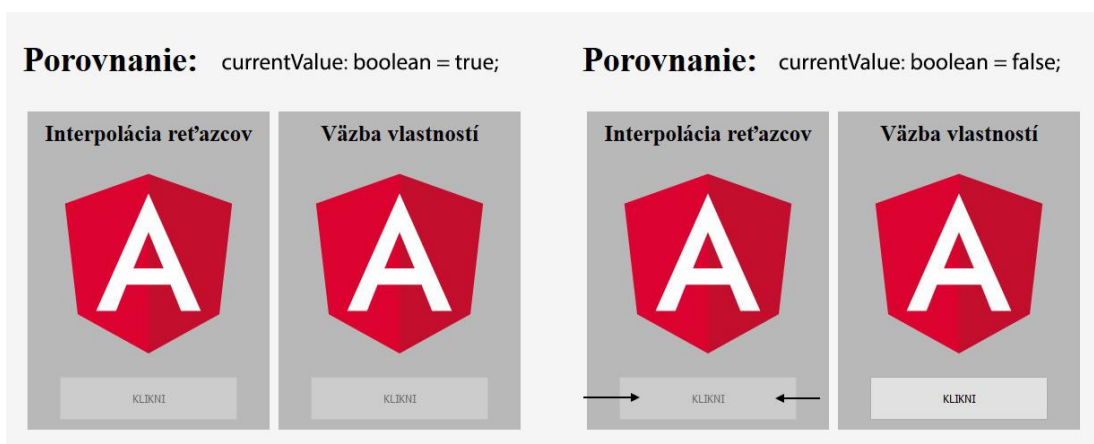 Porovnanie: currentValue: boolean = true;
Interpolácia reťazcov
Väzba vlastností
A
A
KLIKNI
KLIKNI
Porovnanie: currentValue: boolean = false;
Interpolácia reťazcov
Väzba vlastností
A
A
KLIKNI
KLIKNI